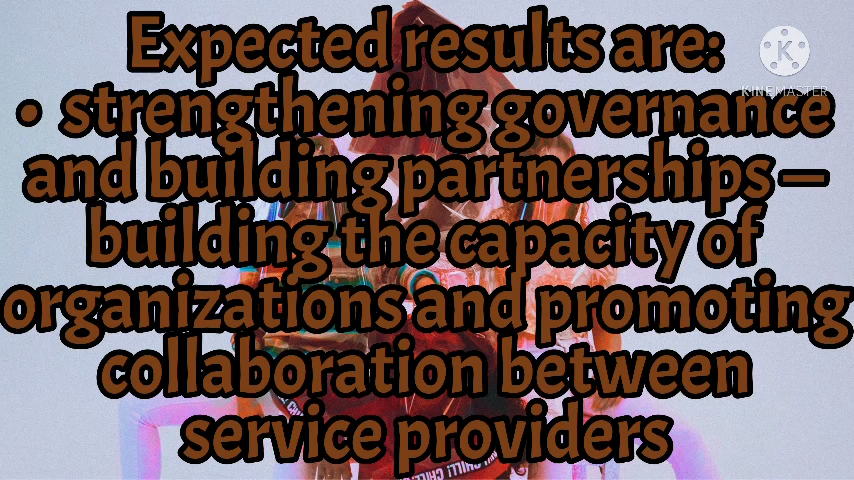 Expected results are:
• strengthening governance
and building partnerships —
building the capacity of
organizations and promoting
collaboration between
service providers
KINEMASTER